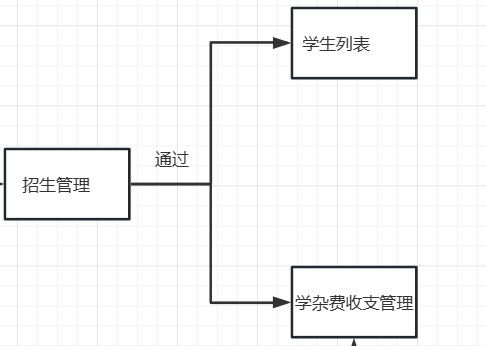 学生列表
通过
招生管理
学杂费收支管理